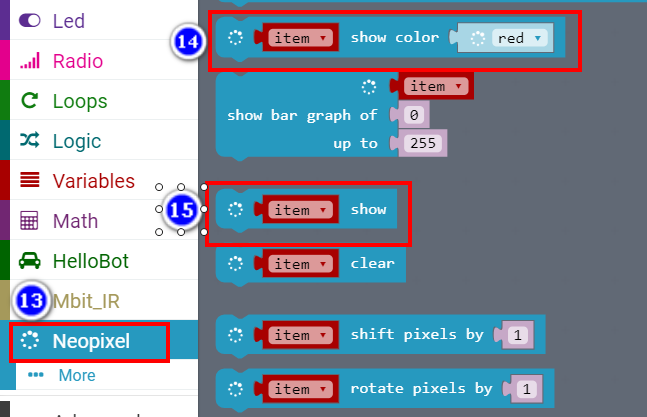 Led
Radio
Loops
Logic
Variables
Math
HelloBot
13
Mbit_IR
Neopixel
More
14
item show color red
item
show bar graph of 0
up to 255
15
item show
item clear
item shift pixels by 1
item rotate pixels by 1